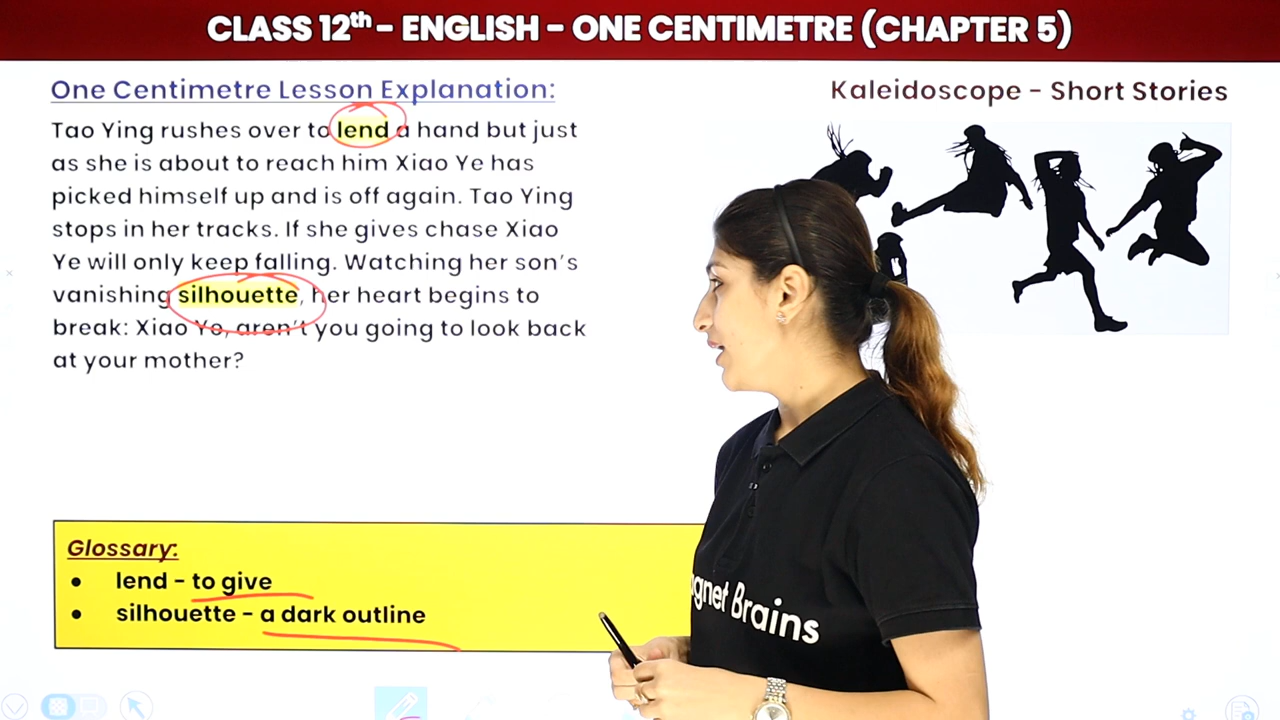 CLASS 12th - ENGLISH - ONE CENTIMETRE (CHAPTER 5)
One Centimetre Lesson Explanation:
Kaleidoscope - Short Stories
Tao Ying rushes over to lend a hand but just
as she is about to reach him Xiao Ye has
picked himself up and is off again. Tao Ying
stops in her tracks. If she gives chase Xiao
Ye will only keep falling. Watching her son's
vanishing silhouette, her heart begins to
break: Xiao Ye, aren't you going to look back
at your mother?
Glossary:
• lend - to give
• silhouette - a dark outline
Brains